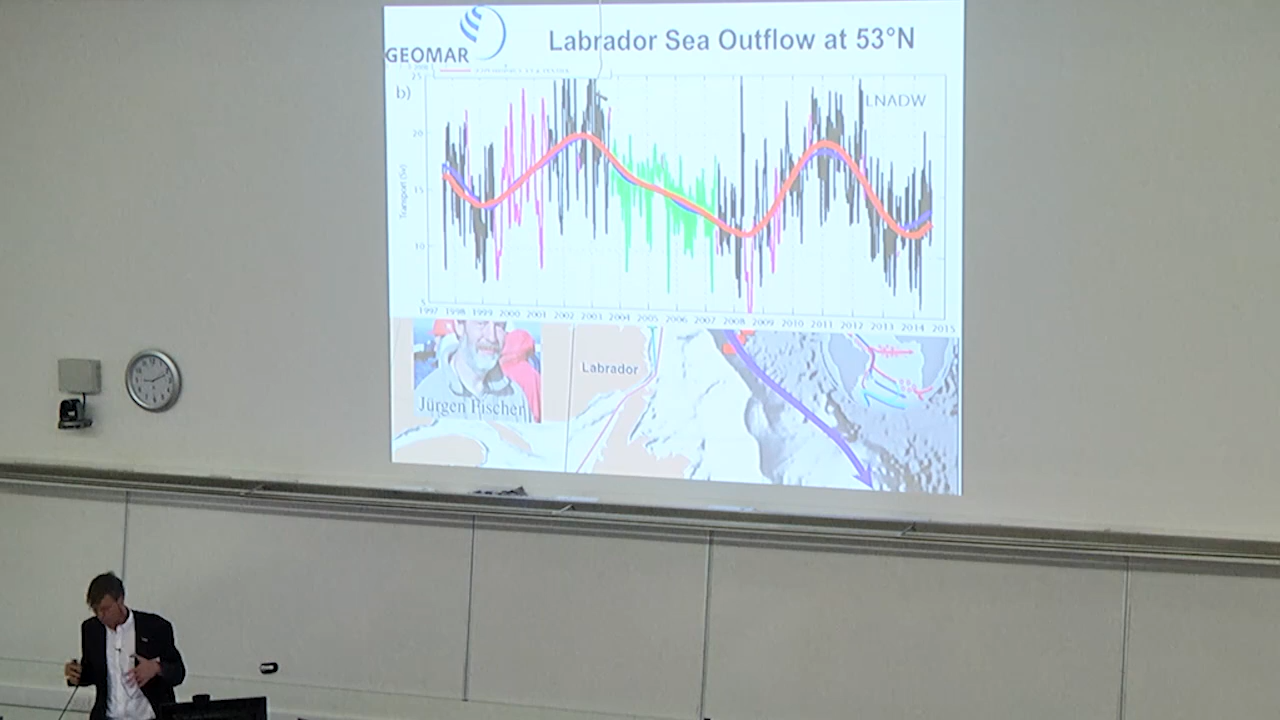 GEOMAR
Labrador Sea Outflow at 53°N
b)
LNADW
25
20
15
10
5
Transport (Sv)
1997 1998 1999 2000 2001 2002 2003 2004 2005 2006 2007 2008 2009 2010 2011 2012 2013 2014 2015
Labrador
Jürgen Fischer